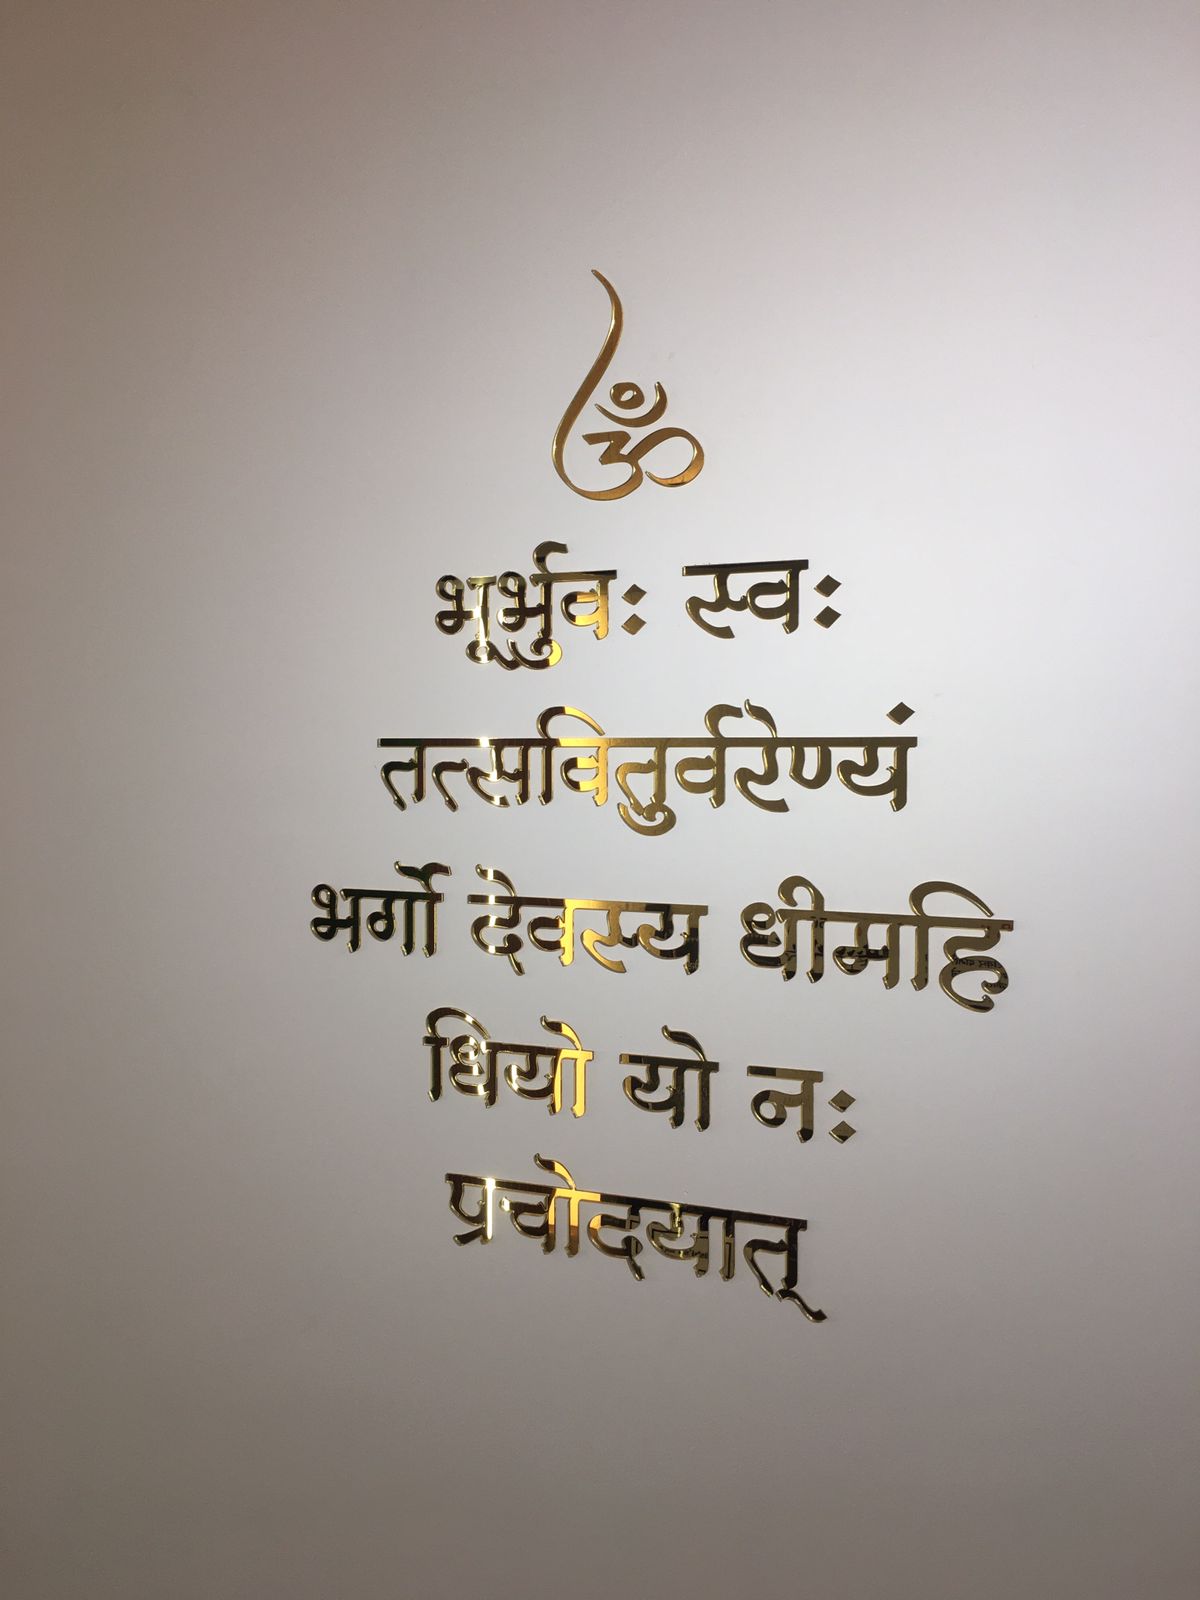 ॐ
भूर्भुवः स्वः
तत्सवितुर्वरेण्यं
भर्गो देवस्य धीमहि
धियो यो नः
प्रचोदयात्